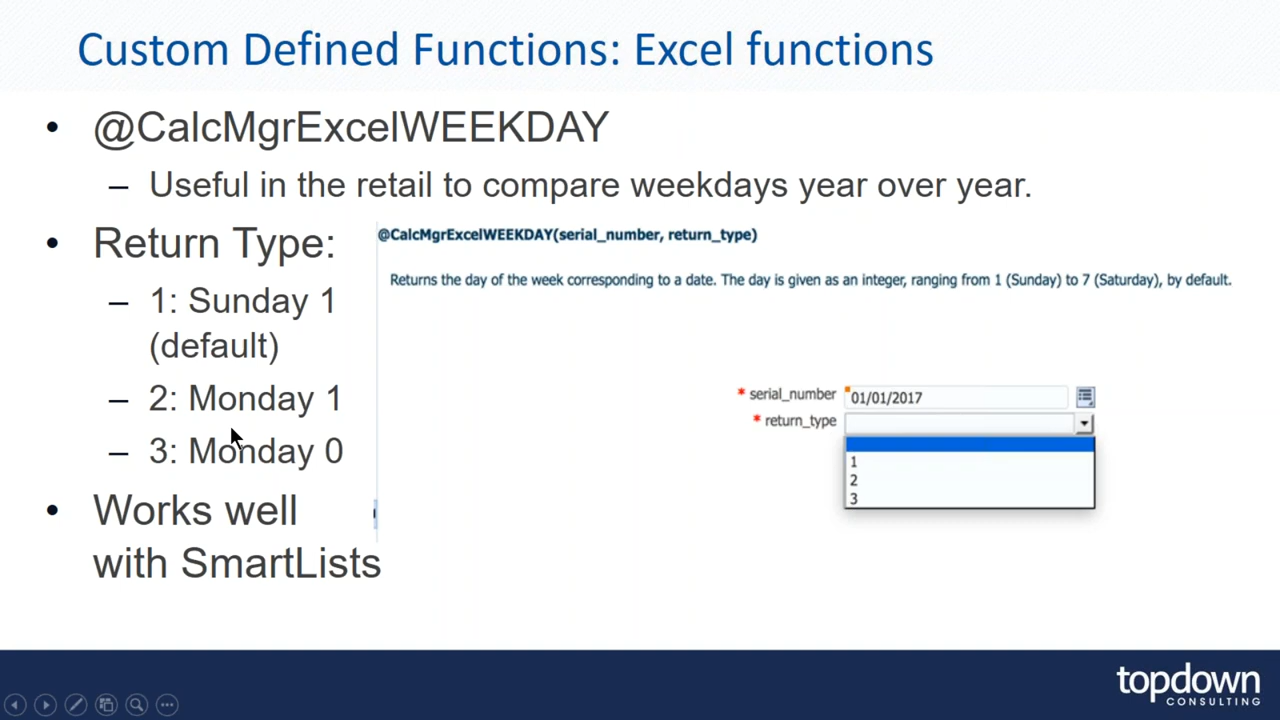 Custom Defined Functions: Excel functions
• @CalcMgrExcelWEEKDAY
– Useful in the retail to compare weekdays year over year.
• Return Type:
– 1: Sunday 1
(default)
– 2: Monday 1
– 3: Monday 0
• Works well
with SmartLists
@CalcMgrExcelWEEKDAY(serial_number, return_type)
Returns the day of the week corresponding to a date. The day is given as an integer, ranging from 1 (Sunday) to 7 (Saturday), by default.
* serial_number 01/01/2017
* return_type
1
2
3
topdown
CONSULTING